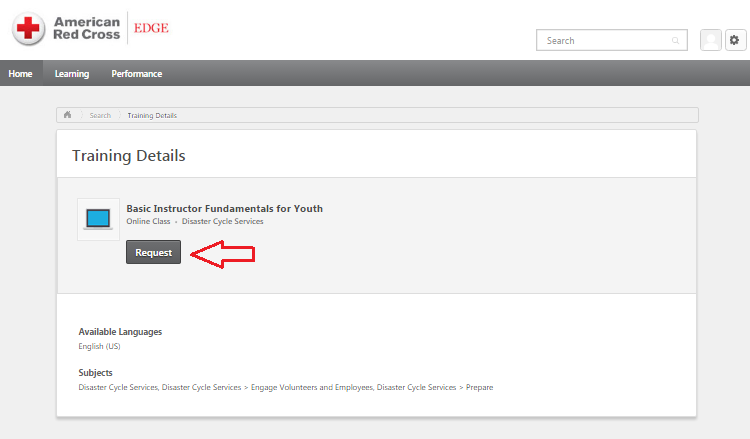 American
Red Cross
EDGE
Search
Home Learning Performance
Search Training Details
Training Details
Basic Instructor Fundamentals for Youth
Online Class • Disaster Cycle Services
Request
Available Languages
English (US)
Subjects
Disaster Cycle Services, Disaster Cycle Services > Engage Volunteers and Employees, Disaster Cycle Services > Prepare